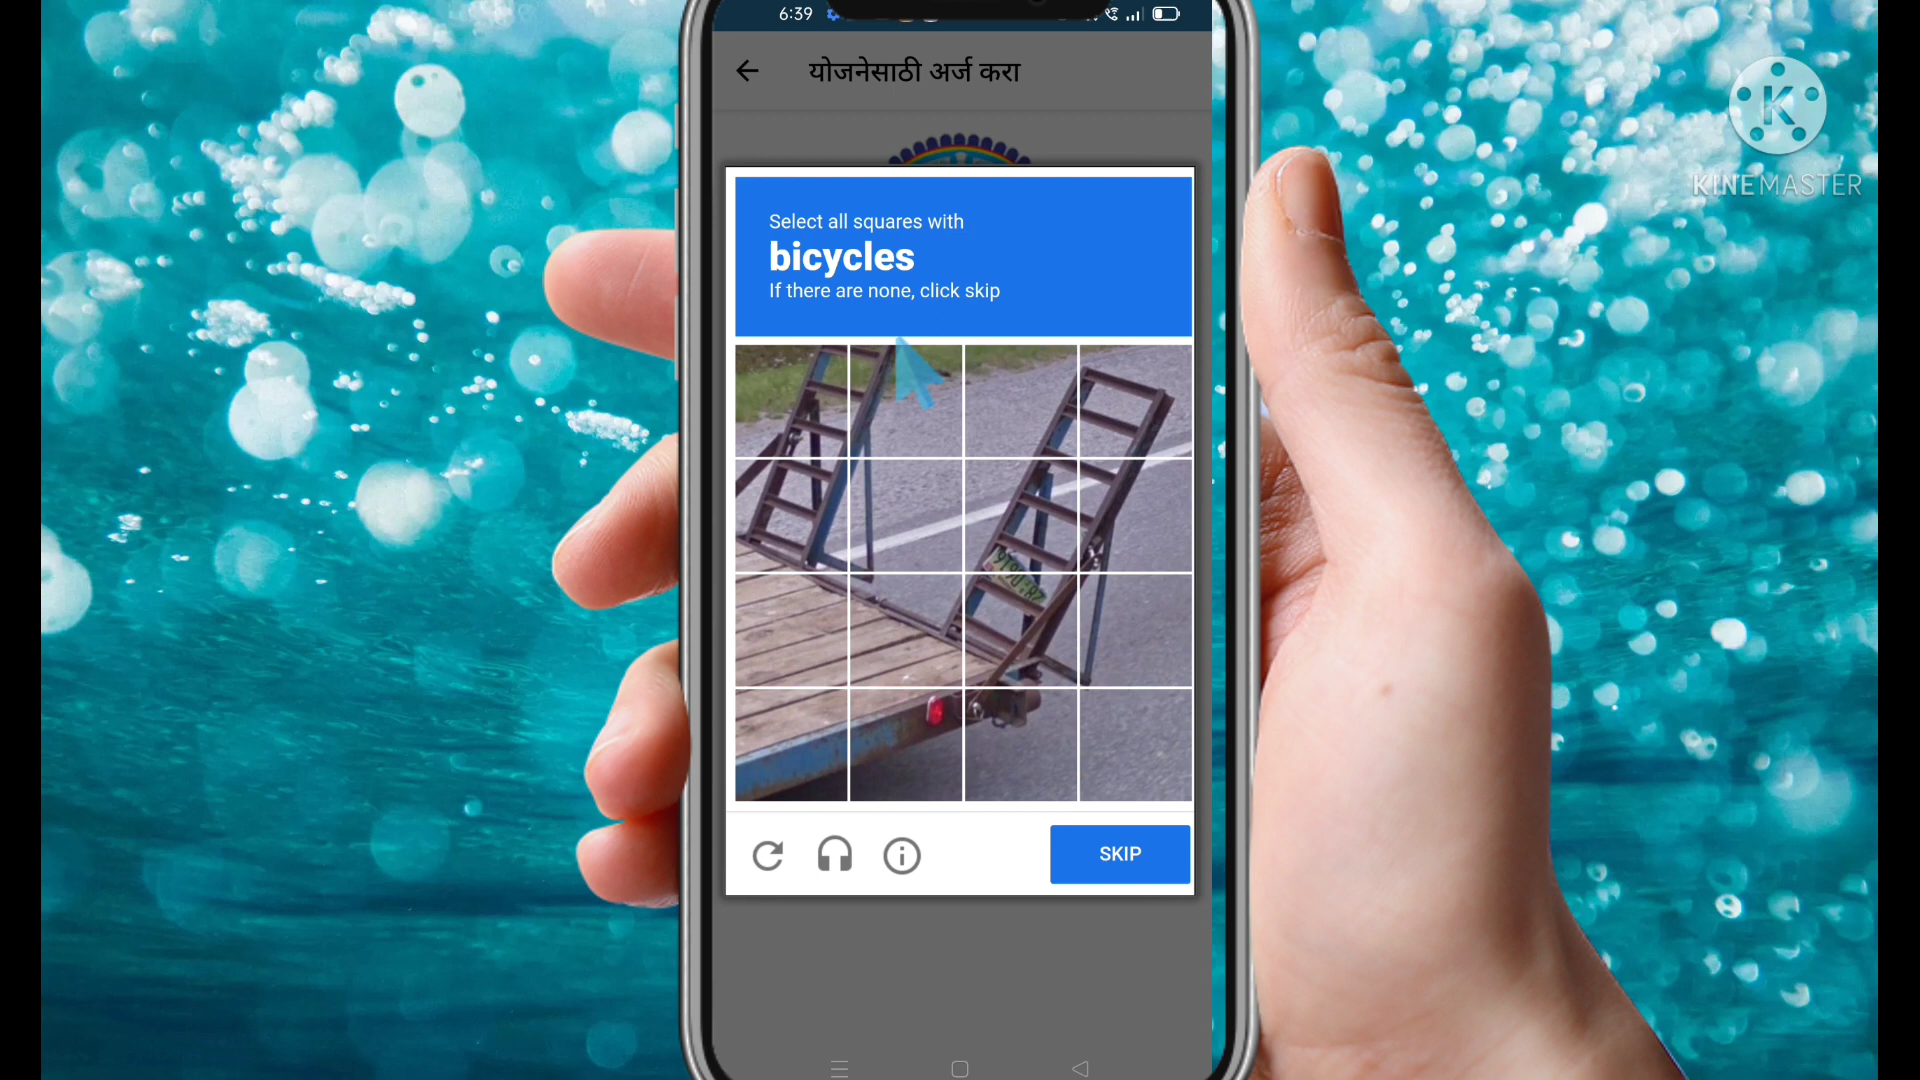 6:39
योजनेसाठी अर्ज करा
Select all squares with
bicycles
If there are none, click skip
SKIP
K
KINEMASTER